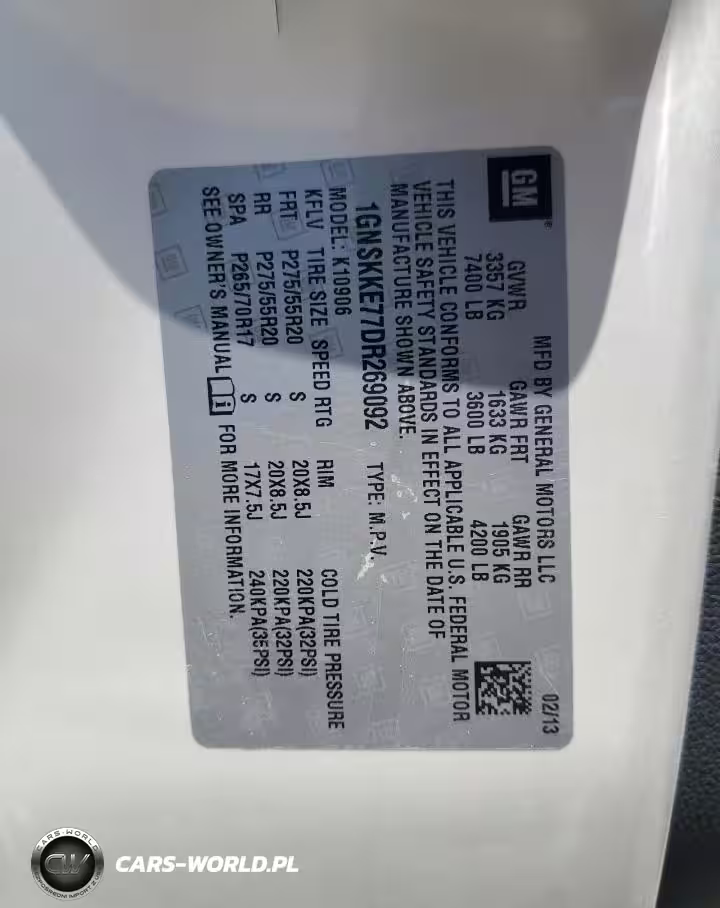 GM®
MFD BY GENERAL MOTORS LLC 02/13
GVWR GAWR FRT GAWR RR
3357 KG 1633 KG 1905 KG
7400 LB 3600 LB 4200 LB
THIS VEHICLE CONFORMS TO ALL APPLICABLE U.S. FEDERAL MOTOR
VEHICLE SAFETY STANDARDS IN EFFECT ON THE DATE OF
MANUFACTURE SHOWN ABOVE.
1GNSKKE77DR269092 TYPE: M.P.V.
MODEL: K10906
KFLV TIRE SIZE SPEED RTG RIM COLD TIRE PRESSURE
FRT P275/55R20 S 20X8.5J 220KPA(32PSI)
RR P275/55R20 S 20X8.5J 220KPA(32PSI)
SPA P265/70R17 S 17X7.5J 240KPA(35PSI)
SEE OWNER'S MANUAL FOR MORE INFORMATION.
CARS-WORLD
CW
CARS-WORLD.PL